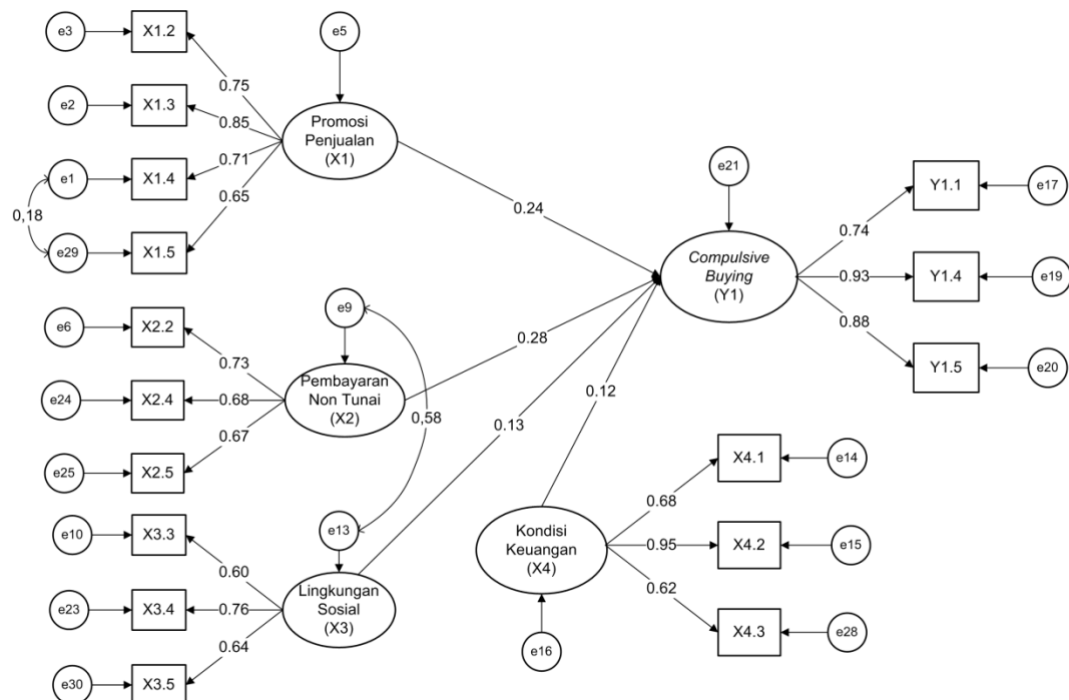 e3
X1.2
e5
0.75
e2
X1.3
0.85
Promosi
Penjualan
(X1)
e1
X1.4
0.71
0.65
0,18
e29
X1.5
0.24
e21
Compulsive
Buying
(Y1)
Y1.1
e17
0.74
0.93
Y1.4
e19
0.88
Y1.5
e20
e9
e6
X2.2
0.73
0.28
Pembayaran
Non Tunai
(X2)
e24
X2.4
0.68
0.67
0,58
0.13
0.12
e25
X2.5
X4.1
e14
0.68
e10
X3.3
e13
0.60
Kondisi
Keuangan
(X4)
0.95
X4.2
e15
0.62
Lingkungan
Sosial
(X3)
e23
X3.4
0.76
0.64
X4.3
e28
e16
e30
X3.5